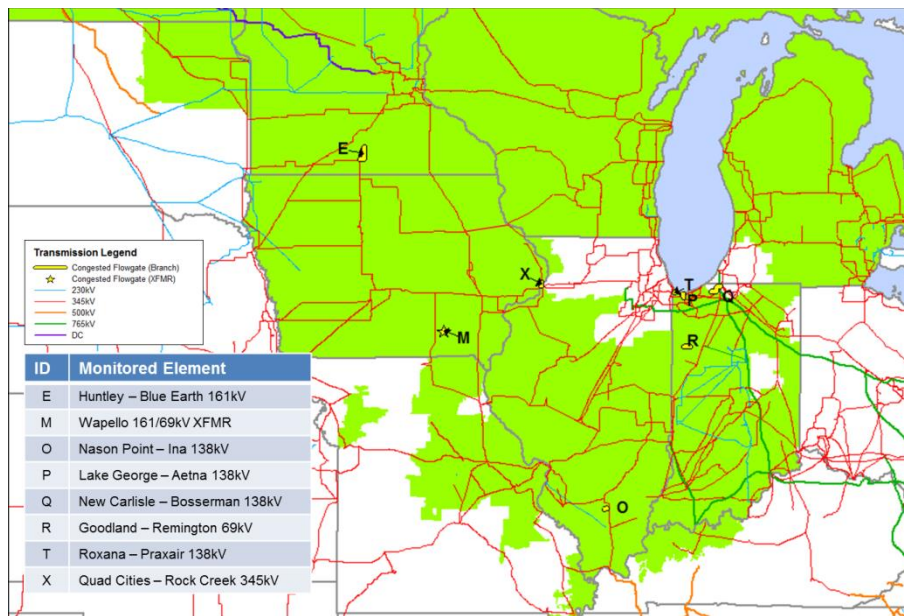 E
X
T
P
Q
M
R
O
Transmission Legend
Congested Flowgate (Branch)
Congested Flowgate (XFMR)
230kV
345kV
500kV
765kV
DC
ID Monitored Element
E Huntley – Blue Earth 161kV
M Wapello 161/69kV XFMR
O Nason Point – Ina 138kV
P Lake George – Aetna 138kV
Q New Carlisle – Bosserman 138kV
R Goodland – Remington 69kV
T Roxana – Praxair 138kV
X Quad Cities – Rock Creek 345kV